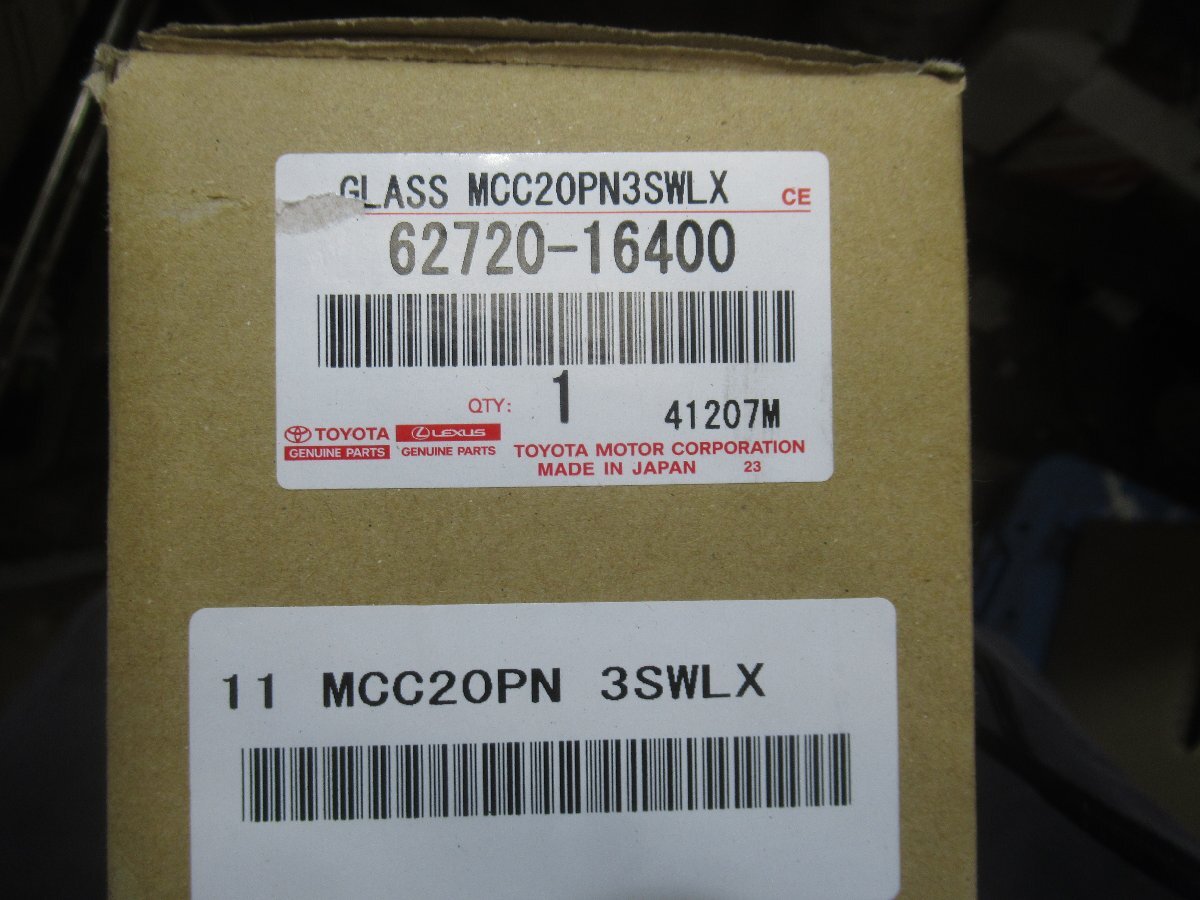 GLASS MCC20PN3SWLX CE
62720-16400
QTY: 1 41207M
TOYOTA LEXUS
GENUINE PARTS GENUINE PARTS
TOYOTA MOTOR CORPORATION
MADE IN JAPAN 23
11 MCC20PN 3SWLX